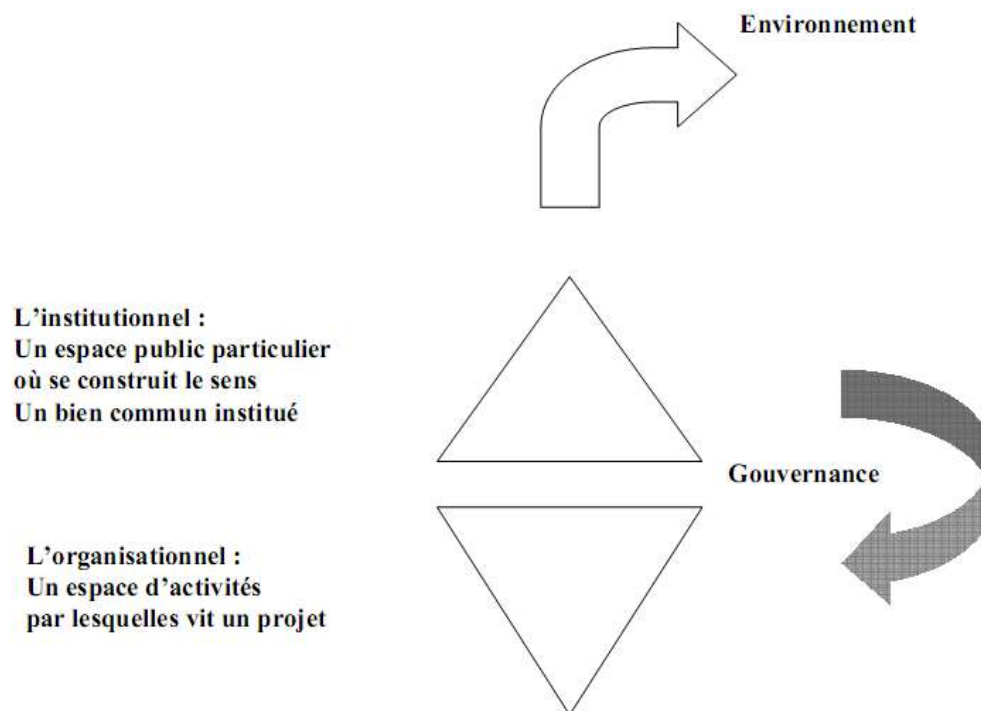 Environnement
L’institutionnel :
Un espace public particulier
où se construit le sens
Un bien commun institué
Gouvernance
L’organisationnel :
Un espace d’activités
par lesquelles vit un projet